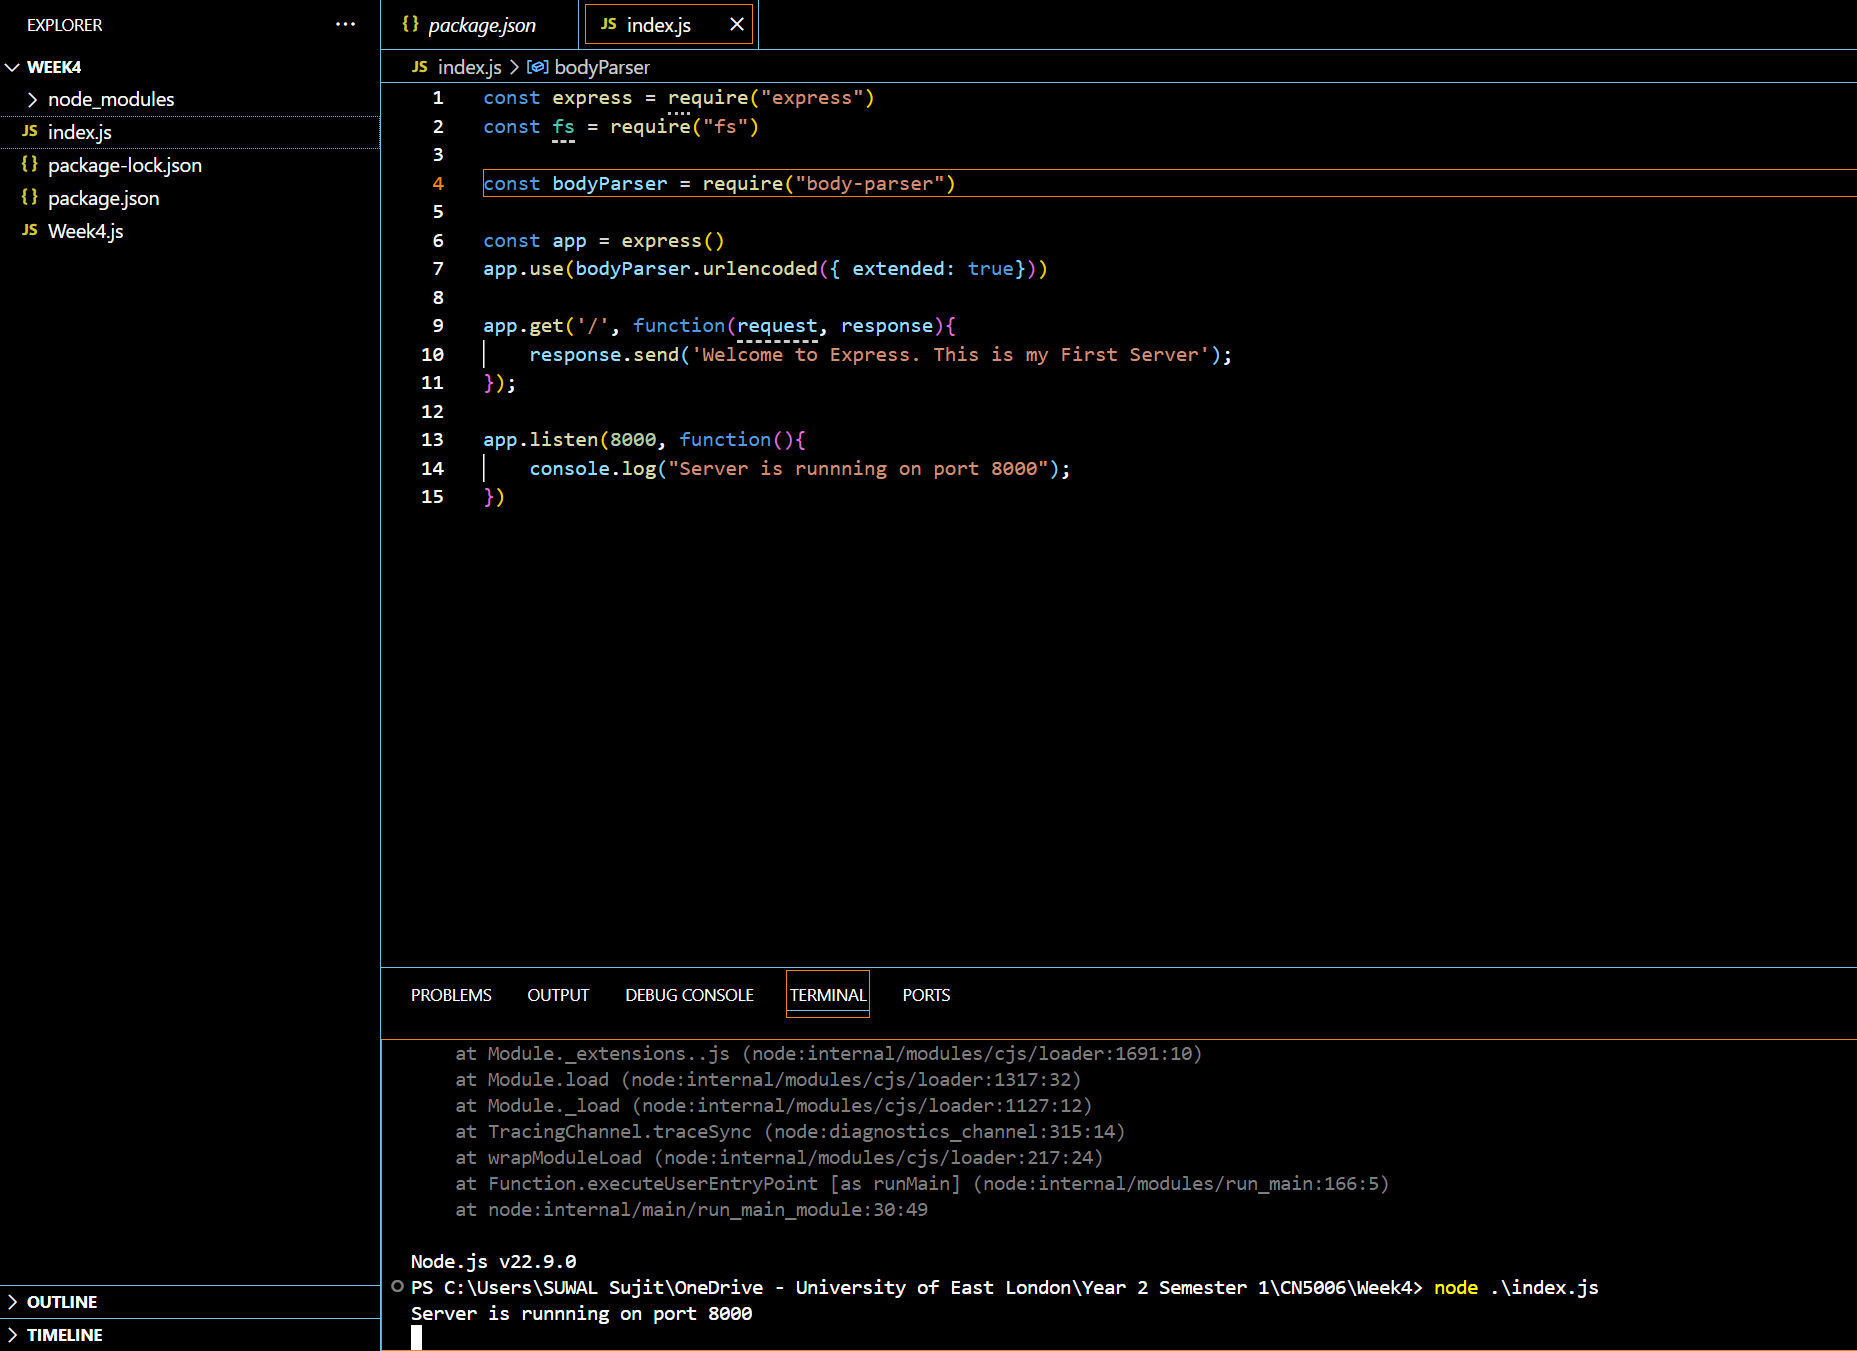 EXPLORER
WEEK4
node_modules
JS index.js
{} package-lock.json
{} package.json
JS Week4.js
OUTLINE
TIMELINE
{} package.json
JS index.js
JS index.js > bodyParser
1 const express = require("express")
2 const fs = require("fs")
3
4 const bodyParser = require("body-parser")
5
6 const app = express()
7 app.use(bodyParser.urlencoded({ extended: true}))
8
9 app.get('/', function(request, response){
10     response.send('Welcome to Express. This is my First Server');
11 });
12
13 app.listen(8000, function(){
14     console.log("Server is runnning on port 8000");
15 })
PROBLEMS OUTPUT DEBUG CONSOLE TERMINAL PORTS
    at Module._extensions..js (node:internal/modules/cjs/loader:1691:10)
    at Module.load (node:internal/modules/cjs/loader:1317:32)
    at Module._load (node:internal/modules/cjs/loader:1127:12)
    at TracingChannel.traceSync (node:diagnostics_channel:315:14)
    at wrapModuleLoad (node:internal/modules/cjs/loader:217:24)
    at Function.executeUserEntryPoint [as runMain] (node:internal/modules/run_main:166:5)
    at node:internal/main/run_main_module:30:49
Node.js v22.9.0
PS C:\Users\SUWAL Sujit\OneDrive - University of East London\Year 2 Semester 1\CN5006\Week4> node .\index.js
Server is runnning on port 8000